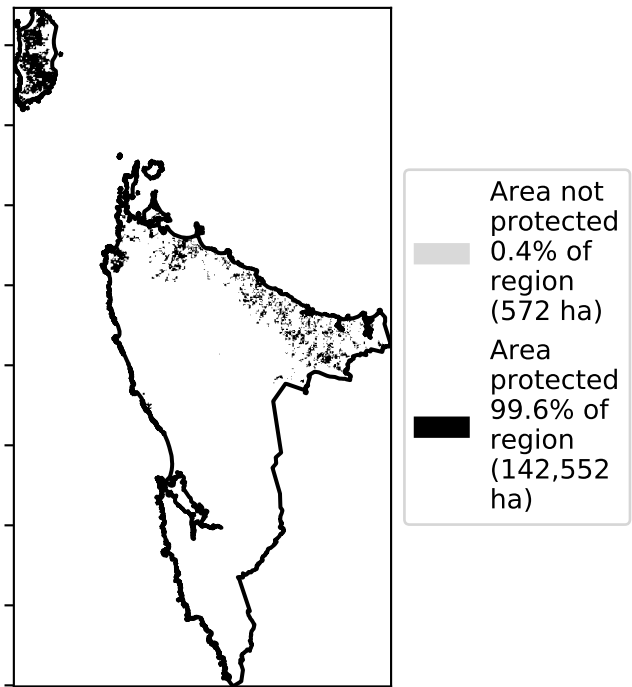 Area not
protected
0.4% of
region
(572 ha)
Area
protected
99.6% of
region
(142,552
ha)